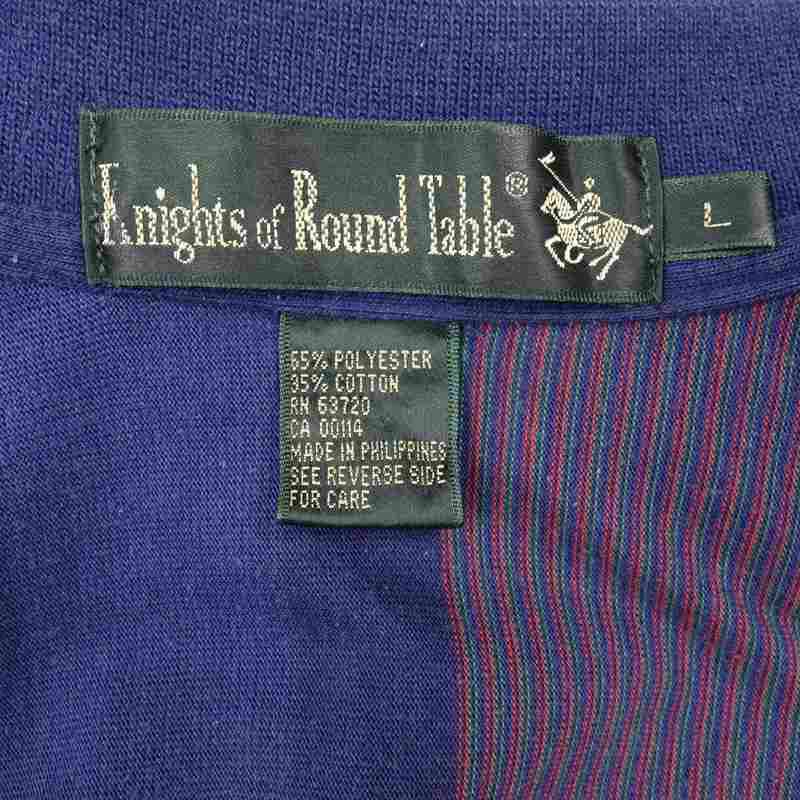 Knights of Round Table®
L
65% POLYESTER
35% COTTON
RN 63720
CA 00114
MADE IN PHILIPPINES
SEE REVERSE SIDE
FOR CARE